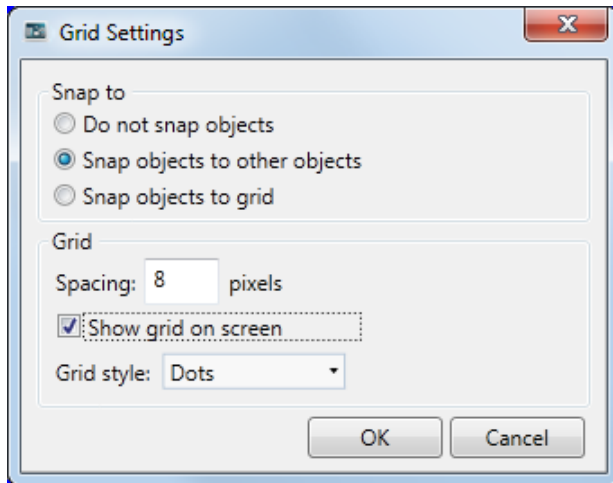 Grid Settings
Snap to
Do not snap objects
Snap objects to other objects
Snap objects to grid
Grid
Spacing: 8 pixels
Show grid on screen
Grid style: Dots
OK Cancel